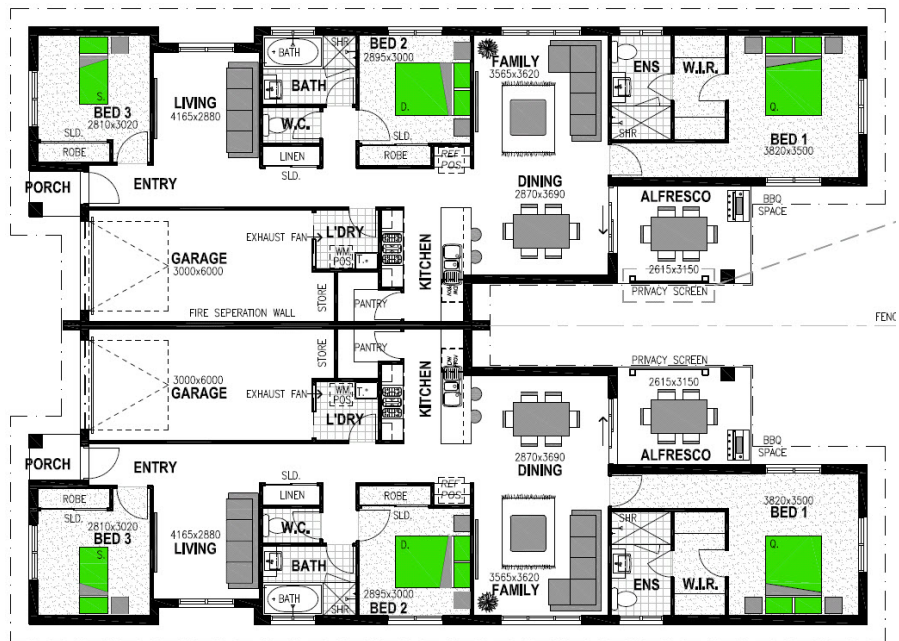 BED 2
2895x3000
SHR
BATH
BATH
FAMILY
3565x3620
ENS
W.I.R.
SHR
Q.
BED 1
3820x3500
S.
BED 3
2810x3020
SLD.
ROBE
LIVING
4165x2880
W.C.
LINEN
SLD.
D.
SLD.
ROBE
REF
POS.
PORCH
ENTRY
DINING
2870x3690
ALFRESCO
BBQ
SPACE
2615x3150
PRIVACY SCREEN
GARAGE
3000x6000
EXHAUST FAN
L'DRY
WM
POS.
T.
KITCHEN
STORE
PANTRY
FIRE SEPERATION WALL
FENC
3000x6000
GARAGE
STORE
PANTRY
EXHAUST FAN
WM
POS.
T.
L'DRY
KITCHEN
PRIVACY SCREEN
2615x3150
ALFRESCO
BBQ
SPACE
2870x3690
DINING
PORCH
ENTRY
ROBE
SLD.
2810x3020
BED 3
S.
4165x2880
LIVING
SLD.
LINEN
W.C.
BATH
BATH
SHR
ROBE
SLD.
REF
POS.
D.
2895x3000
BED 2
3565x3620
FAMILY
SHR
ENS
W.I.R.
3820x3500
BED 1
Q.